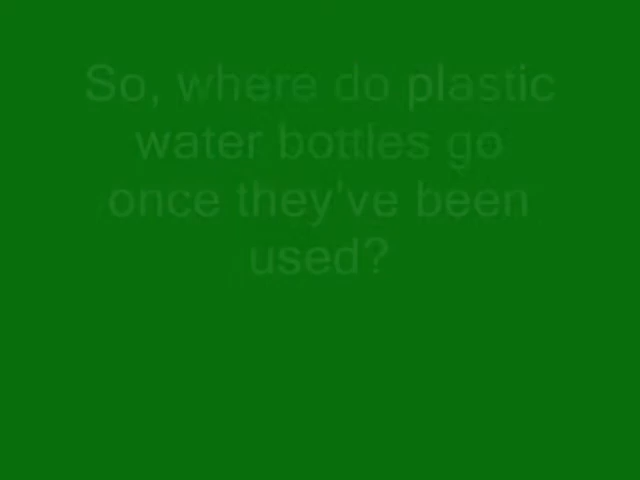 So, where do plastic
water bottles go
once they've been
used?